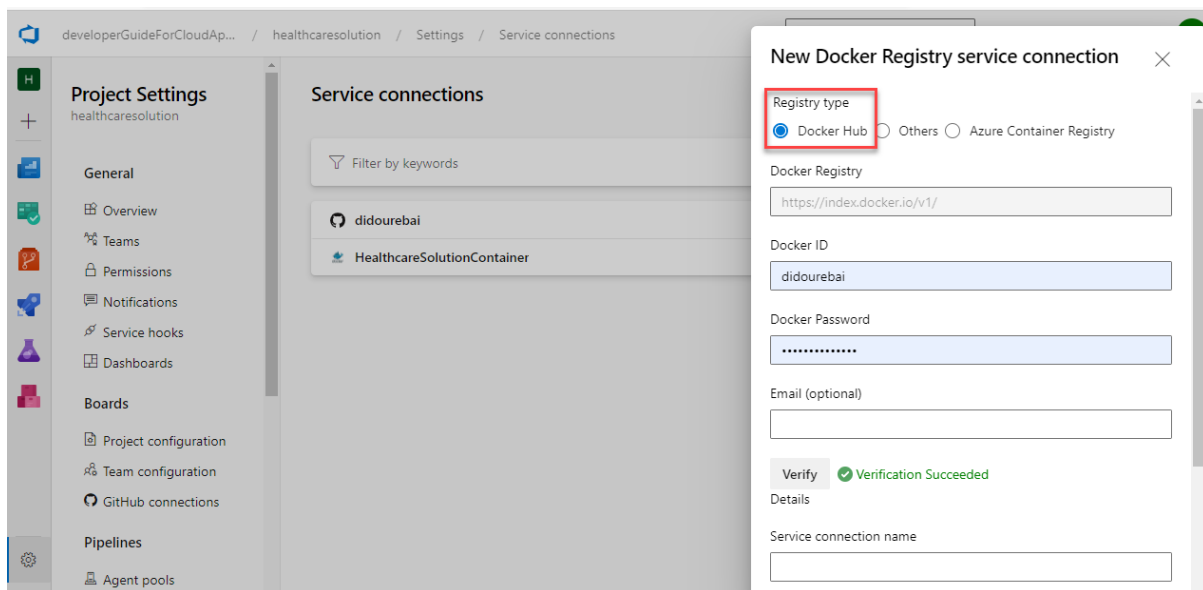 developerGuideForCloudAp... / healthcaresolution / Settings / Service connections
H
Project Settings
healthcaresolution
General
Overview
Teams
Permissions
Notifications
Service hooks
Dashboards
Boards
Project configuration
Team configuration
GitHub connections
Pipelines
Agent pools
Service connections
Filter by keywords
didourebai
HealthcareSolutionContainer
New Docker Registry service connection
Registry type
Docker Hub Others Azure Container Registry
Docker Registry
https://index.docker.io/v1/
Docker ID
didourebai
Docker Password
••••••••••••••
Email (optional)
Verify Verification Succeeded
Details
Service connection name